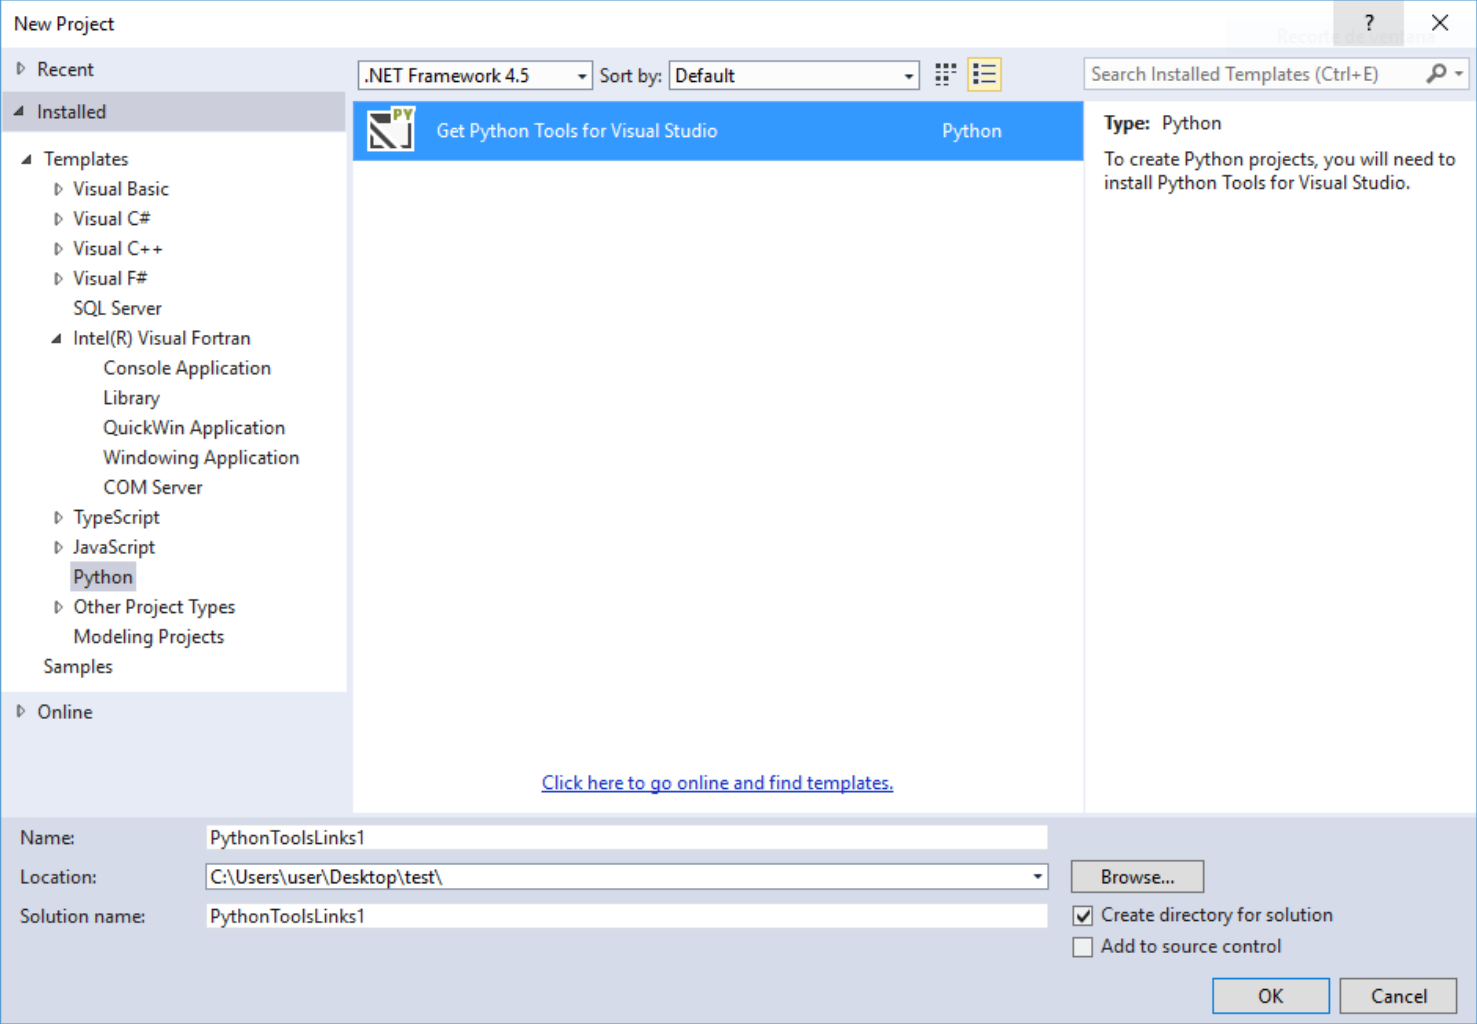 New Project
?
Recorte de ventana
Recent
.NET Framework 4.5
Sort by:
Default
Search Installed Templates (Ctrl+E)
Installed
PY
Get Python Tools for Visual Studio
Python
Type: Python
To create Python projects, you will need to
install Python Tools for Visual Studio.
Templates
Visual Basic
Visual C#
Visual C++
Visual F#
SQL Server
Intel(R) Visual Fortran
Console Application
Library
QuickWin Application
Windowing Application
COM Server
TypeScript
JavaScript
Python
Other Project Types
Modeling Projects
Samples
Online
Click here to go online and find templates.
Name:
PythonToolsLinks1
Location:
C:\Users\user\Desktop\test\
Browse...
Solution name:
PythonToolsLinks1
Create directory for solution
Add to source control
OK
Cancel